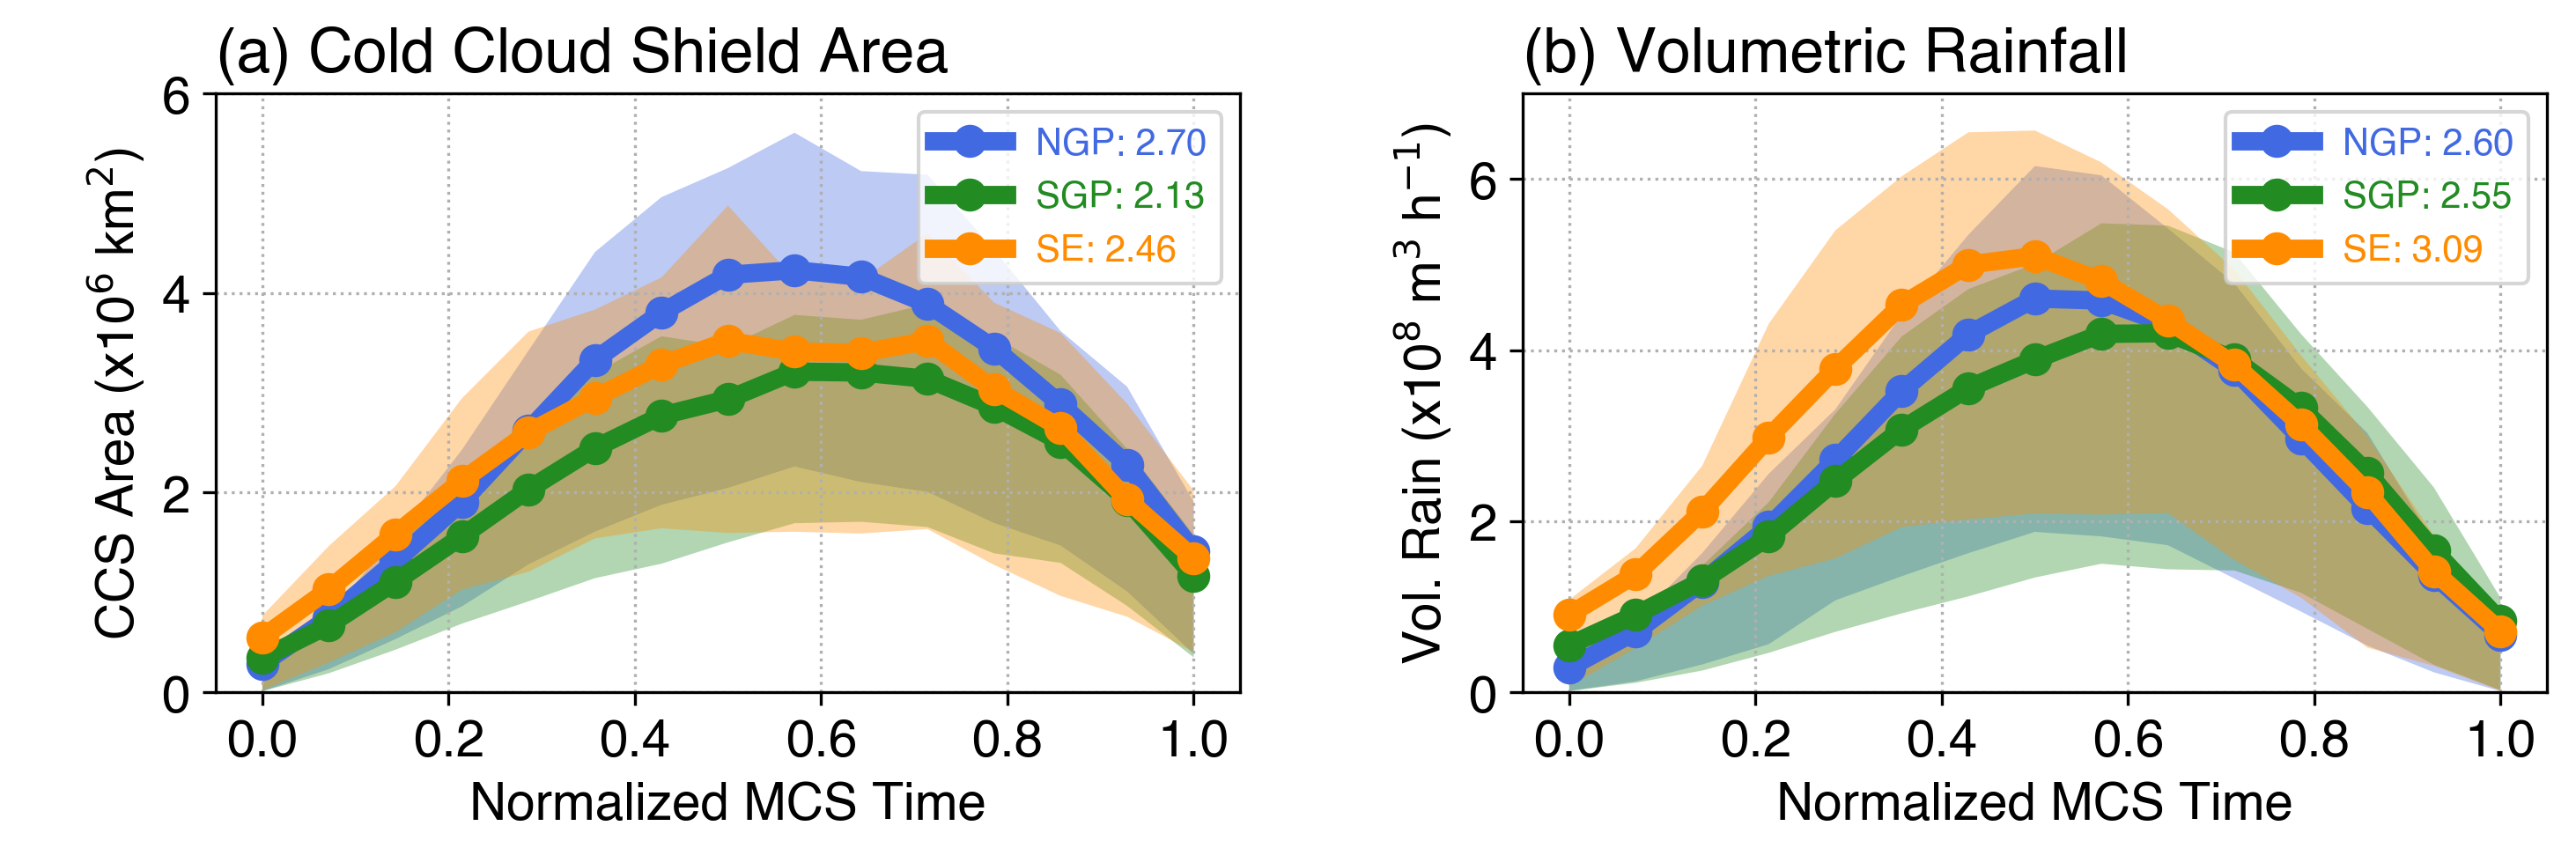 (a) Cold Cloud Shield Area
CCS Area (x10⁶ km²)
6
4
2
0
NGP: 2.70
SGP: 2.13
SE: 2.46
0.0 0.2 0.4 0.6 0.8 1.0
Normalized MCS Time
(b) Volumetric Rainfall
Vol. Rain (x10⁸ m³ h⁻¹)
6
4
2
0
NGP: 2.60
SGP: 2.55
SE: 3.09
0.0 0.2 0.4 0.6 0.8 1.0
Normalized MCS Time